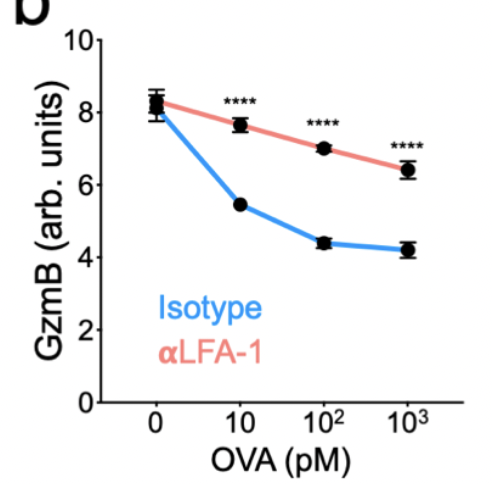 b
10
8
6
4
2
0
GzmB (arb. units)
****
****
****
Isotype
αLFA-1
0 10 10² 10³
OVA (pM)